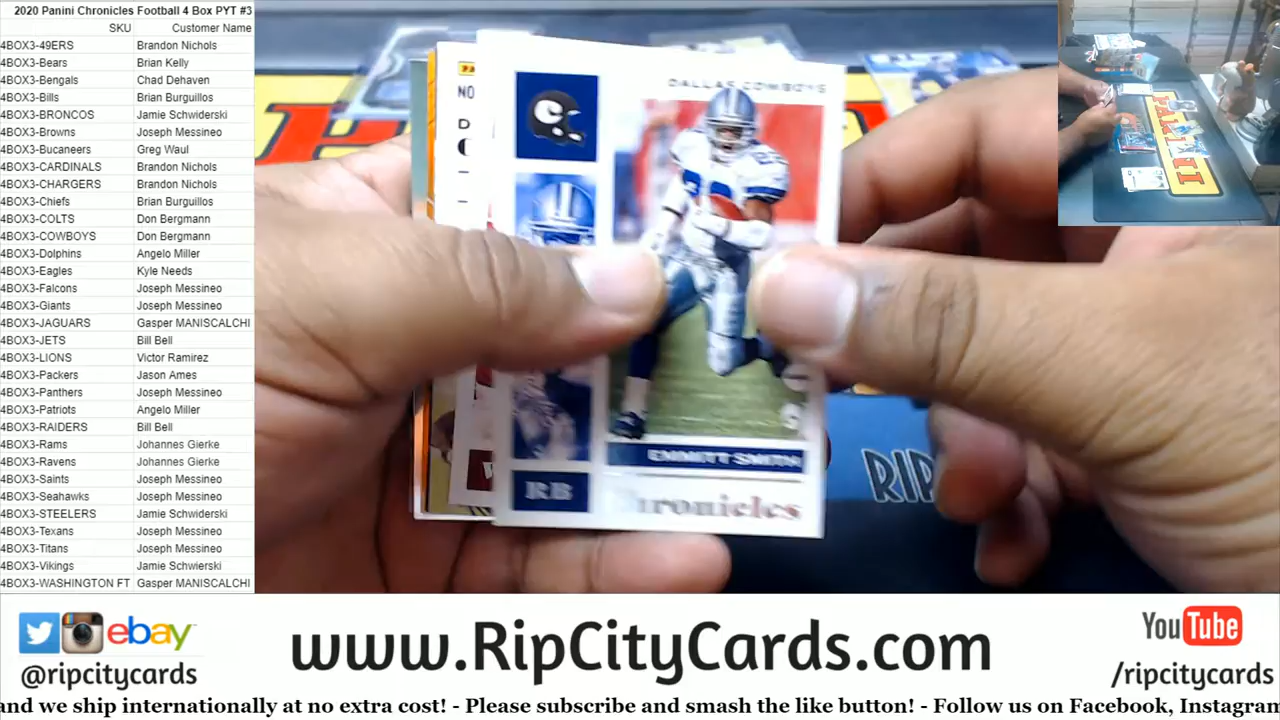 2020 Panini Chronicles Football 4 Box PYT #3
SKU Customer Name
4BOX3-49ERS Brandon Nichols
4BOX3-Bears Brian Kelly
4BOX3-Bengals Chad Dehaven
4BOX3-Bills Brian Burguillos
4BOX3-BRONCOS Jamie Schwiderski
4BOX3-Browns Joseph Messineo
4BOX3-Bucaneers Greg Waul
4BOX3-CARDINALS Brandon Nichols
4BOX3-CHARGERS Brandon Nichols
4BOX3-Chiefs Brian Burguillos
4BOX3-COLTS Don Bergmann
4BOX3-COWBOYS Don Bergmann
4BOX3-Dolphins Angelo Miller
4BOX3-Eagles Kyle Needs
4BOX3-Falcons Joseph Messineo
4BOX3-Giants Joseph Messineo
4BOX3-JAGUARS Gasper MANISCALCHI
4BOX3-JETS Bill Bell
4BOX3-LIONS Victor Ramirez
4BOX3-Packers Jason Ames
4BOX3-Panthers Joseph Messineo
4BOX3-Patriots Angelo Miller
4BOX3-RAIDERS Bill Bell
4BOX3-Rams Johannes Gierke
4BOX3-Ravens Johannes Gierke
4BOX3-Saints Joseph Messineo
4BOX3-Seahawks Joseph Messineo
4BOX3-STEELERS Jamie Schwiderski
4BOX3-Texans Joseph Messineo
4BOX3-Titans Joseph Messineo
4BOX3-Vikings Jamie Schwierski
4BOX3-WASHINGTON FT Gasper MANISCALCHI
DALLAS COWBOYS
NO
EMMITT SMITH
RB
Chronicles
RIP
PANINI
ebay
@ripcitycards
www.RipCityCards.com
YouTube
/ripcitycards
and we ship internationally at no extra cost! - Please subscribe and smash the like button! - Follow us on Facebook, Instagram